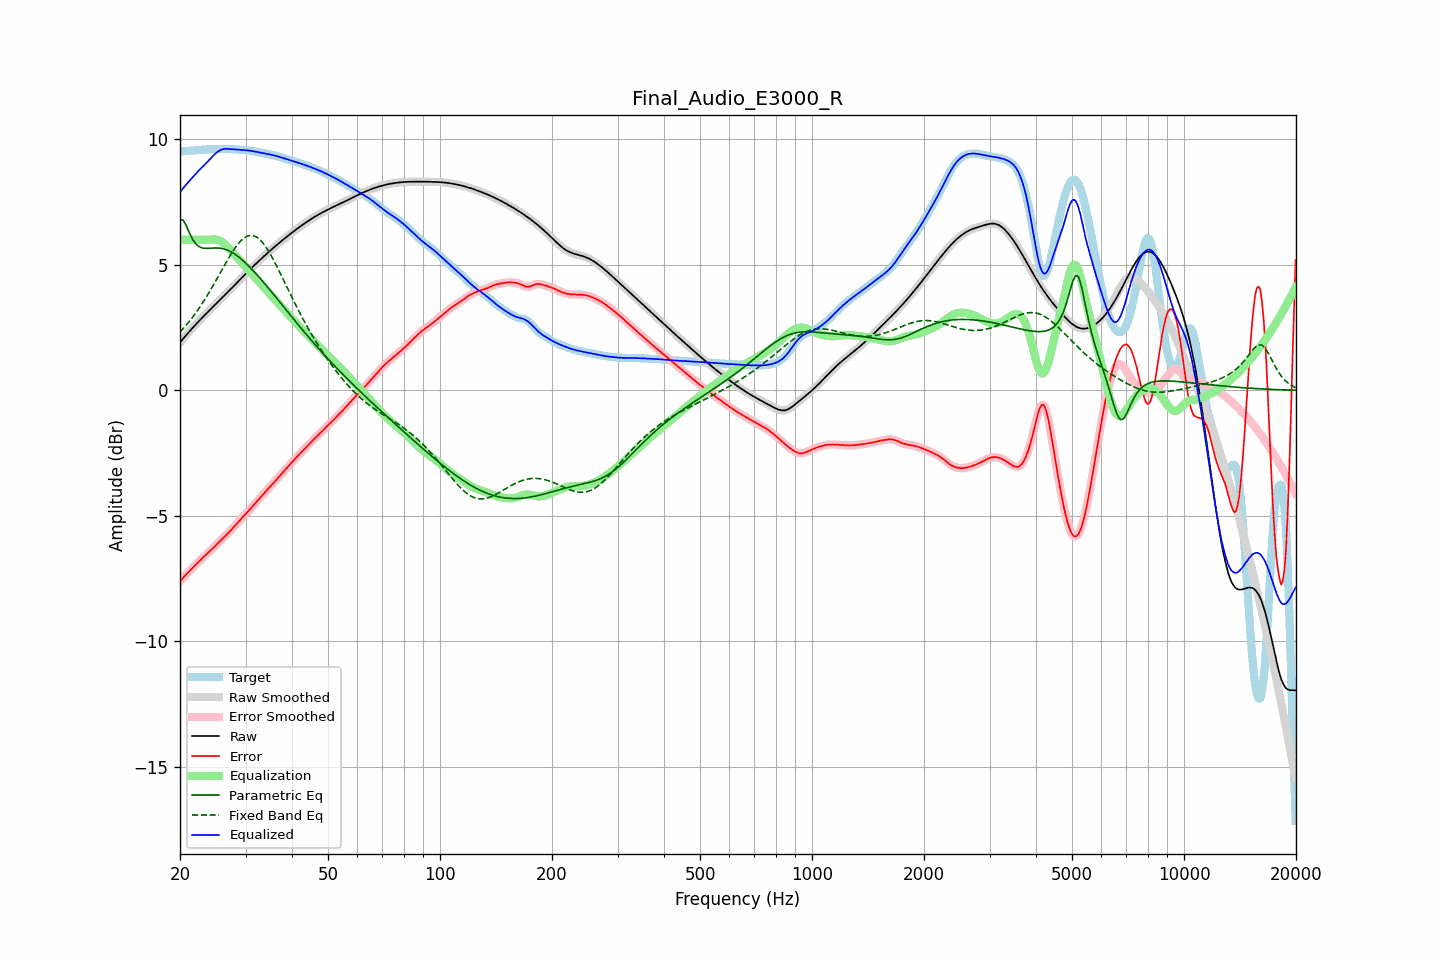 Final_Audio_E3000_R
Amplitude (dBr)
10
5
0
−5
−10
−15
Target
Raw Smoothed
Error Smoothed
Raw
Error
Equalization
Parametric Eq
Fixed Band Eq
Equalized
20 50 100 200 500 1000 2000 5000 10000 20000
Frequency (Hz)